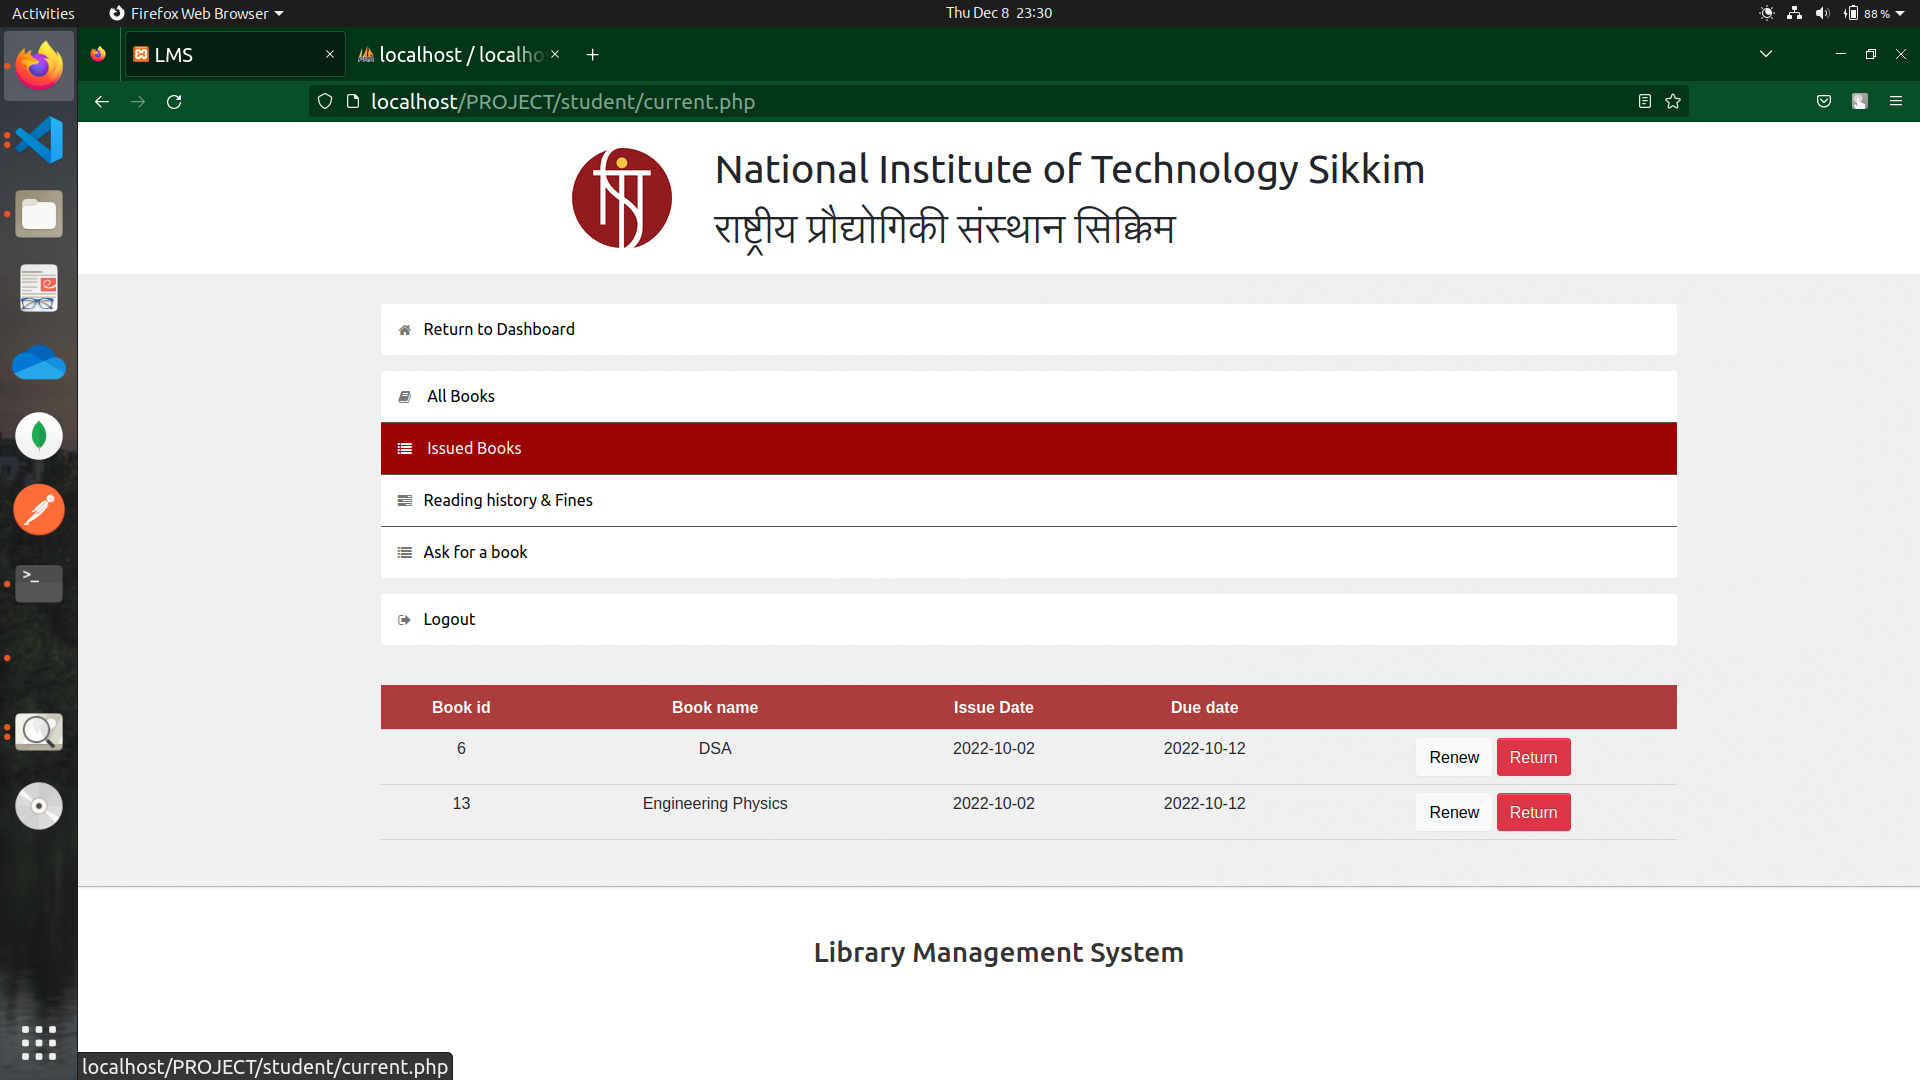 Activities Firefox Web Browser Thu Dec 8 23:30 88 %
LMS localhost / localho
localhost/PROJECT/student/current.php
National Institute of Technology Sikkim
राष्ट्रीय प्रौद्योगिकी संस्थान सिक्किम
Return to Dashboard
All Books
Issued Books
Reading history & Fines
Ask for a book
Logout
Book id Book name Issue Date Due date
6 DSA 2022-10-02 2022-10-12 Renew Return
13 Engineering Physics 2022-10-02 2022-10-12 Renew Return
Library Management System
localhost/PROJECT/student/current.php